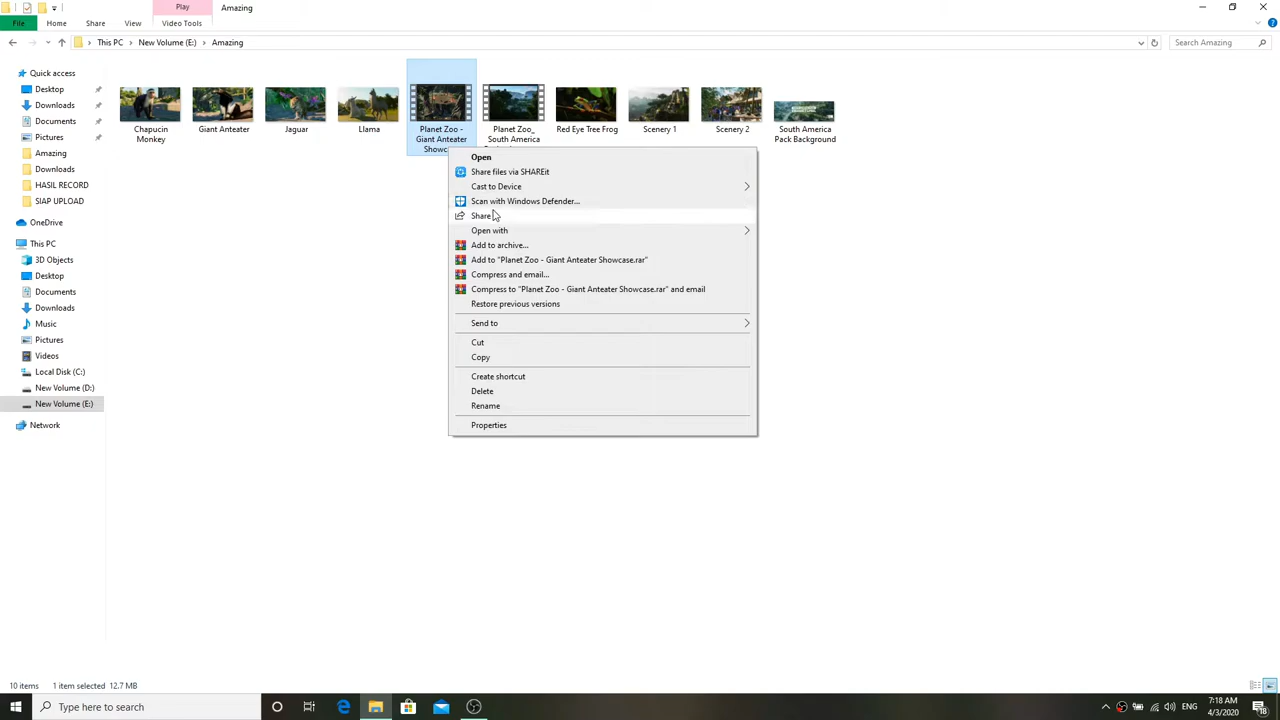 Play
Amazing
File
Home
Share
View
Video Tools
This PC
New Volume (E:)
Amazing
Search Amazing
Quick access
Desktop
Downloads
Documents
Pictures
Amazing
Downloads
HASIL RECORD
SIAP UPLOAD
OneDrive
This PC
3D Objects
Desktop
Documents
Downloads
Music
Pictures
Videos
Local Disk (C:)
New Volume (D:)
New Volume (E:)
Network
Chapucin
Monkey
Giant Anteater
Jaguar
Llama
Planet Zoo -
Giant Anteater
Planet Zoo_
South America
Red Eye Tree Frog
Scenery 1
Scenery 2
South America
Pack Background
Open
Share files via SHAREit
Cast to Device
Scan with Windows Defender...
Share
Open with
Add to archive...
Add to "Planet Zoo - Giant Anteater Showcase.rar"
Compress and email...
Compress to "Planet Zoo - Giant Anteater Showcase.rar" and email
Restore previous versions
Send to
Cut
Copy
Create shortcut
Delete
Rename
Properties
10 items
1 item selected 12.7 MB
Type here to search
7:18 AM
4/3/2020
18